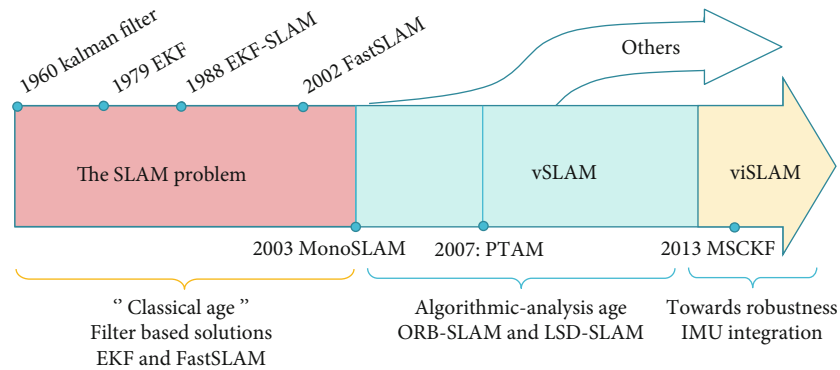 1960 kalman filter
1979 EKF
1988 EKF-SLAM
2002 FastSLAM
Others
The SLAM problem
vSLAM
viSLAM
2003 MonoSLAM
2007: PTAM
2013 MSCKF
“ Classical age ”
Filter based solutions
EKF and FastSLAM
Algorithmic-analysis age
ORB-SLAM and LSD-SLAM
Towards robustness
IMU integration